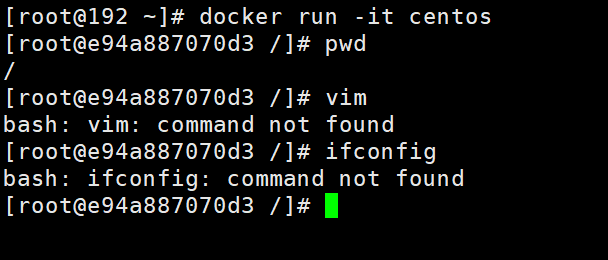 [root@192 ~]# docker run -it centos
[root@e94a887070d3 /]# pwd
/
[root@e94a887070d3 /]# vim
bash: vim: command not found
[root@e94a887070d3 /]# ifconfig
bash: ifconfig: command not found
[root@e94a887070d3 /]#